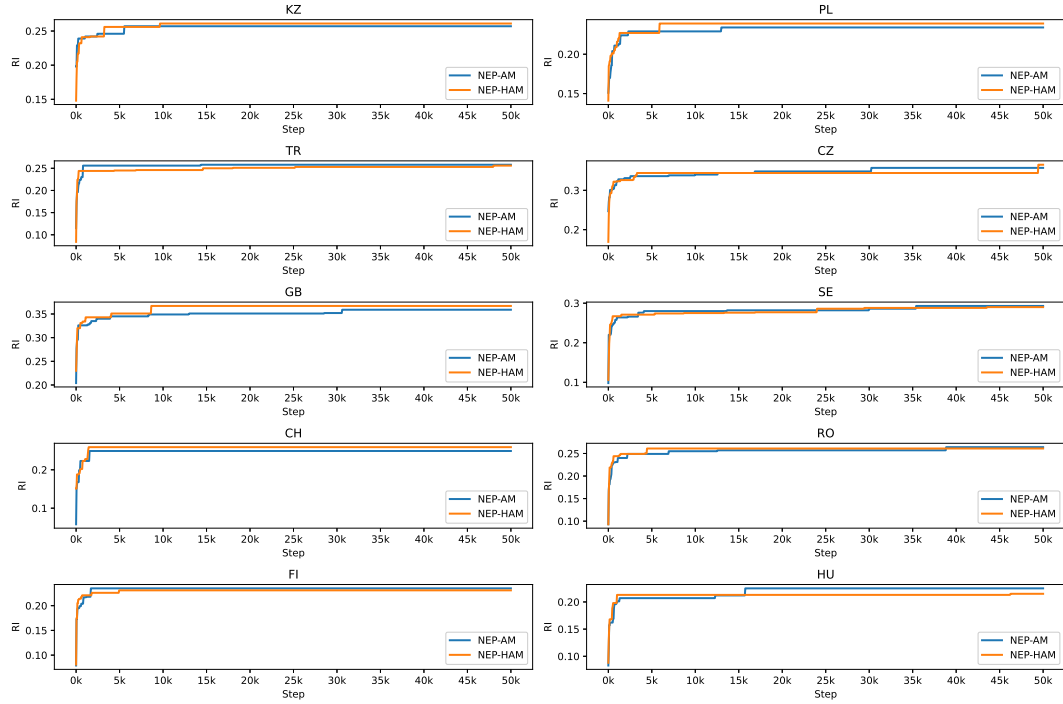 KZ
RI
0.25
0.20
0.15
NEP-AM
NEP-HAM
0k 5k 10k 15k 20k 25k 30k 35k 40k 45k 50k
Step
PL
RI
0.20
0.15
NEP-AM
NEP-HAM
0k 5k 10k 15k 20k 25k 30k 35k 40k 45k 50k
Step
TR
RI
0.25
0.20
0.15
0.10
NEP-AM
NEP-HAM
0k 5k 10k 15k 20k 25k 30k 35k 40k 45k 50k
Step
CZ
RI
0.3
0.2
NEP-AM
NEP-HAM
0k 5k 10k 15k 20k 25k 30k 35k 40k 45k 50k
Step
GB
RI
0.35
0.30
0.25
0.20
NEP-AM
NEP-HAM
0k 5k 10k 15k 20k 25k 30k 35k 40k 45k 50k
Step
SE
RI
0.3
0.2
0.1
NEP-AM
NEP-HAM
0k 5k 10k 15k 20k 25k 30k 35k 40k 45k 50k
Step
CH
RI
0.2
0.1
NEP-AM
NEP-HAM
0k 5k 10k 15k 20k 25k 30k 35k 40k 45k 50k
Step
RO
RI
0.25
0.20
0.15
0.10
NEP-AM
NEP-HAM
0k 5k 10k 15k 20k 25k 30k 35k 40k 45k 50k
Step
FI
RI
0.20
0.15
0.10
NEP-AM
NEP-HAM
0k 5k 10k 15k 20k 25k 30k 35k 40k 45k 50k
Step
HU
RI
0.20
0.15
0.10
NEP-AM
NEP-HAM
0k 5k 10k 15k 20k 25k 30k 35k 40k 45k 50k
Step